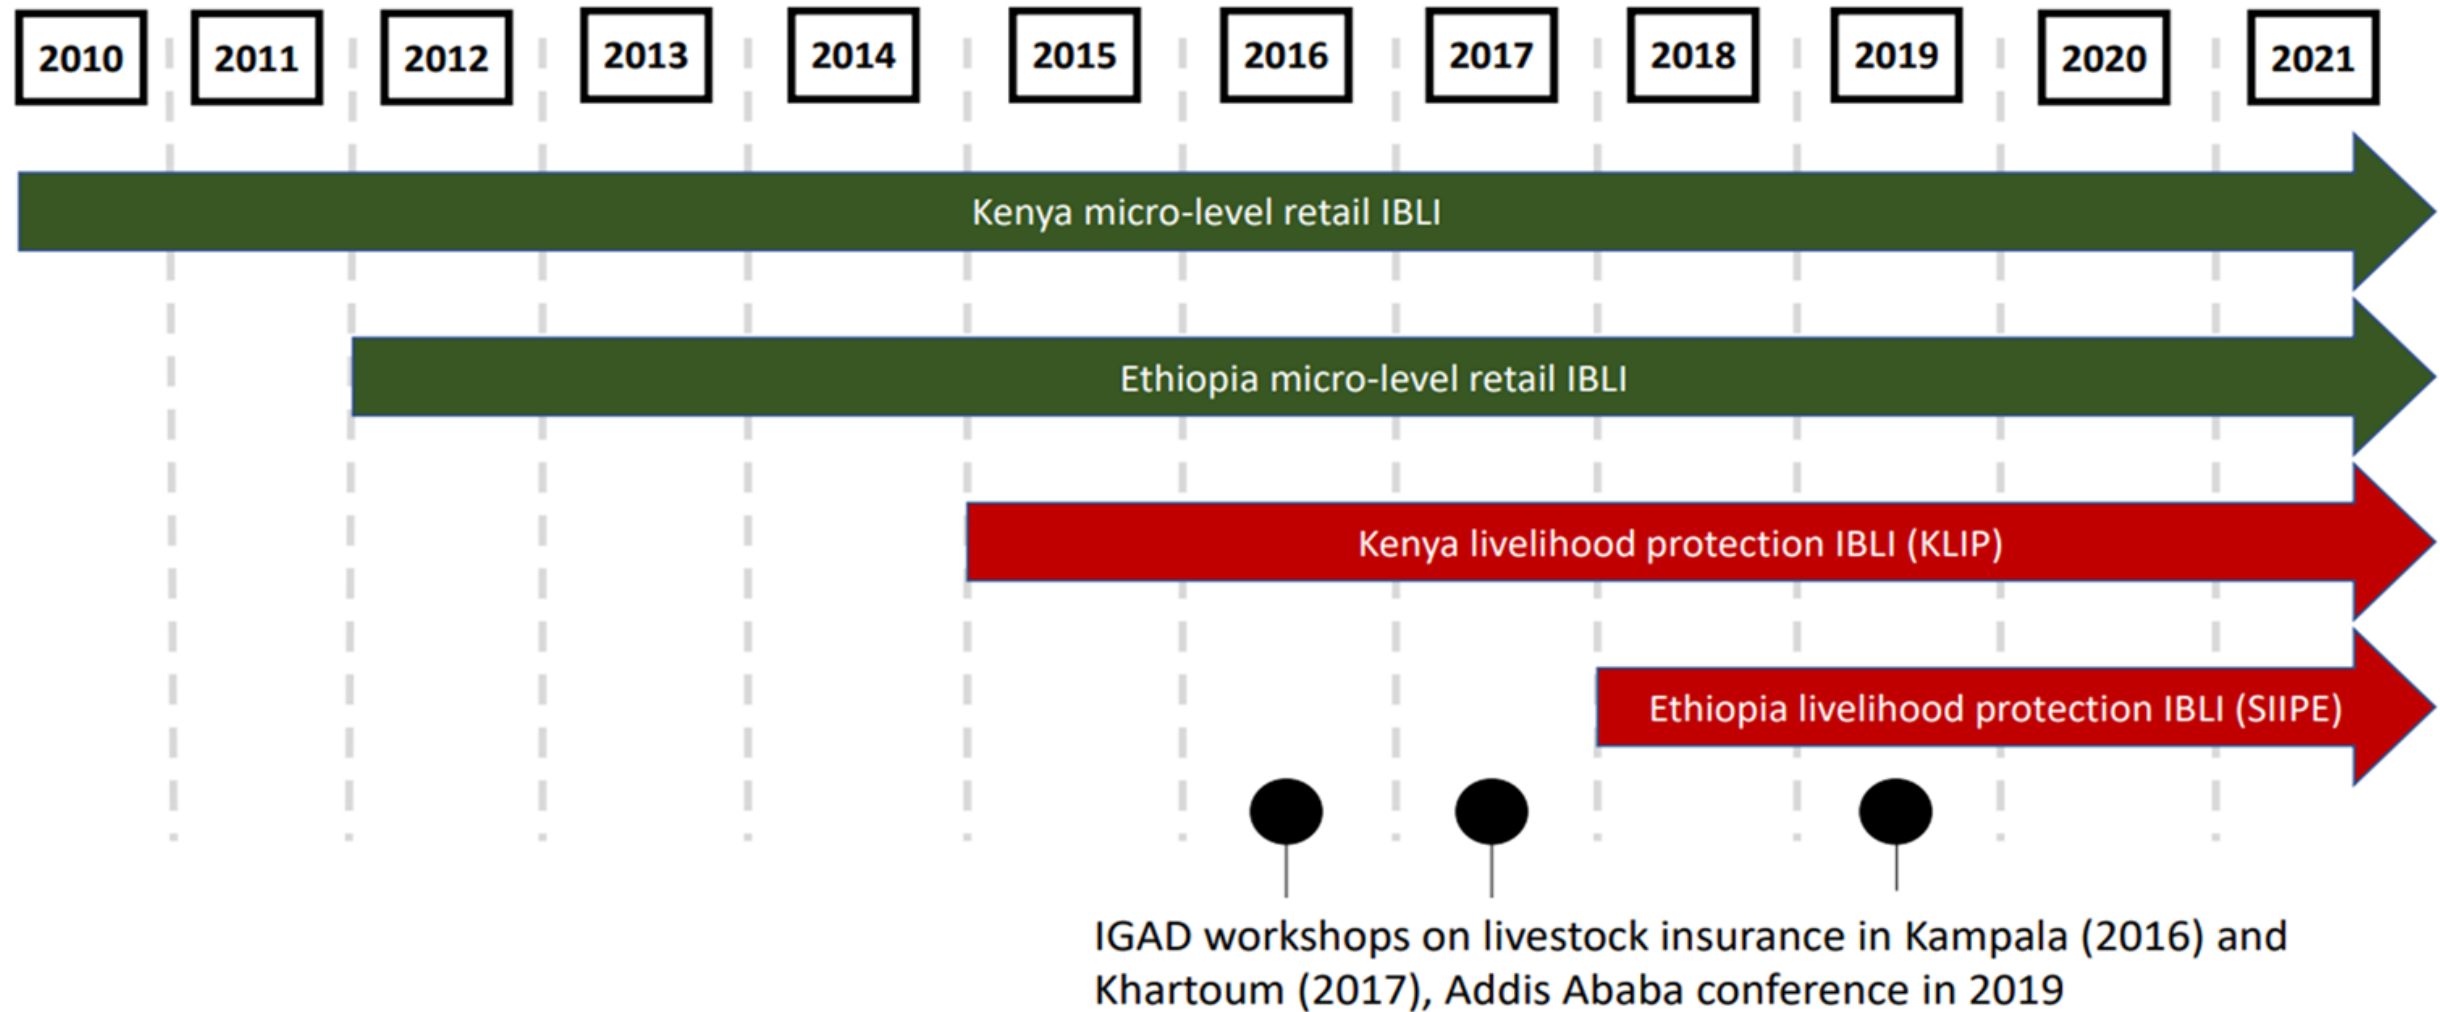 2010 2011 2012 2013 2014 2015 2016 2017 2018 2019 2020 2021
Kenya micro-level retail IBLI
Ethiopia micro-level retail IBLI
Kenya livelihood protection IBLI (KLIP)
Ethiopia livelihood protection IBLI (SIIPE)
IGAD workshops on livestock insurance in Kampala (2016) and
Khartoum (2017), Addis Ababa conference in 2019